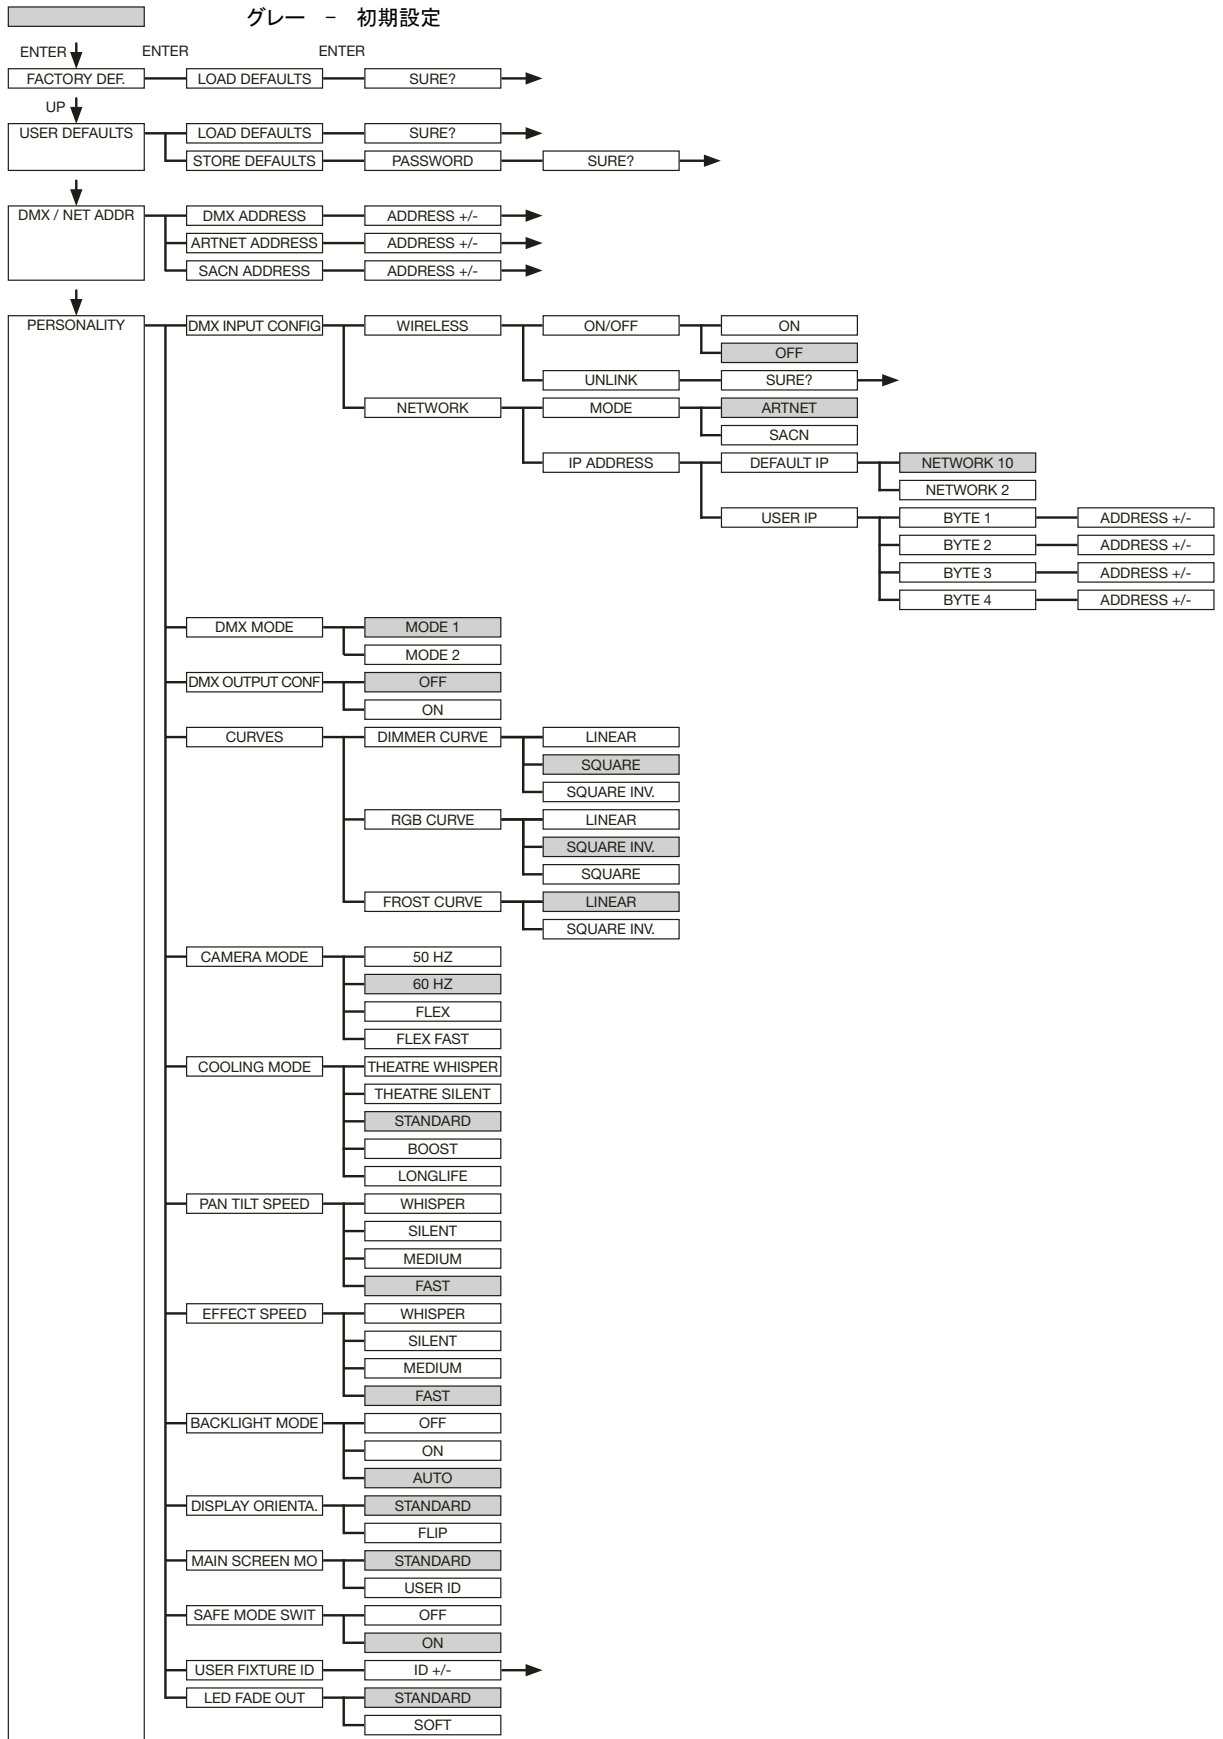 グレー － 初期設定
ENTER ENTER ENTER
FACTORY DEF. LOAD DEFAULTS SURE?
UP
USER DEFAULTS LOAD DEFAULTS SURE?
STORE DEFAULTS PASSWORD SURE?
DMX / NET ADDR DMX ADDRESS ADDRESS +/-
ARTNET ADDRESS ADDRESS +/-
SACN ADDRESS ADDRESS +/-
PERSONALITY DMX INPUT CONFIG WIRELESS ON/OFF ON
OFF
UNLINK SURE?
NETWORK MODE ARTNET
SACN
IP ADDRESS DEFAULT IP NETWORK 10
NETWORK 2
USER IP BYTE 1 ADDRESS +/-
BYTE 2 ADDRESS +/-
BYTE 3 ADDRESS +/-
BYTE 4 ADDRESS +/-
DMX MODE MODE 1
MODE 2
DMX OUTPUT CONF OFF
ON
CURVES DIMMER CURVE LINEAR
SQUARE
SQUARE INV.
RGB CURVE LINEAR
SQUARE INV.
SQUARE
FROST CURVE LINEAR
SQUARE INV.
CAMERA MODE 50 HZ
60 HZ
FLEX
FLEX FAST
COOLING MODE THEATRE WHISPER
THEATRE SILENT
STANDARD
BOOST
LONGLIFE
PAN TILT SPEED WHISPER
SILENT
MEDIUM
FAST
EFFECT SPEED WHISPER
SILENT
MEDIUM
FAST
BACKLIGHT MODE OFF
ON
AUTO
DISPLAY ORIENTA. STANDARD
FLIP
MAIN SCREEN MO STANDARD
USER ID
SAFE MODE SWIT OFF
ON
USER FIXTURE ID ID +/-
LED FADE OUT STANDARD
SOFT